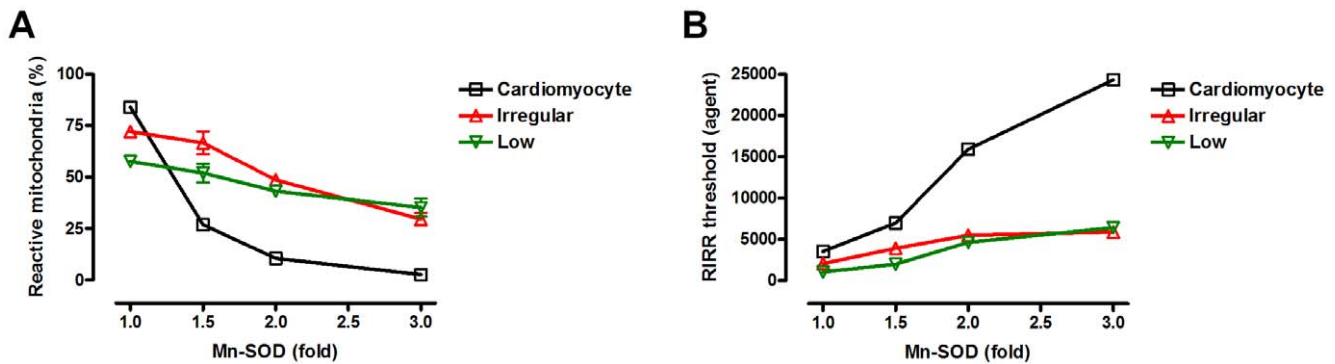 A
Reactive mitochondria (%)
100
75
50
25
0
1.0 1.5 2.0 2.5 3.0
Mn-SOD (fold)
Cardiomyocyte
Irregular
Low
B
RIRR threshold (agent)
25000
20000
15000
10000
5000
0
1.0 1.5 2.0 2.5 3.0
Mn-SOD (fold)
Cardiomyocyte
Irregular
Low